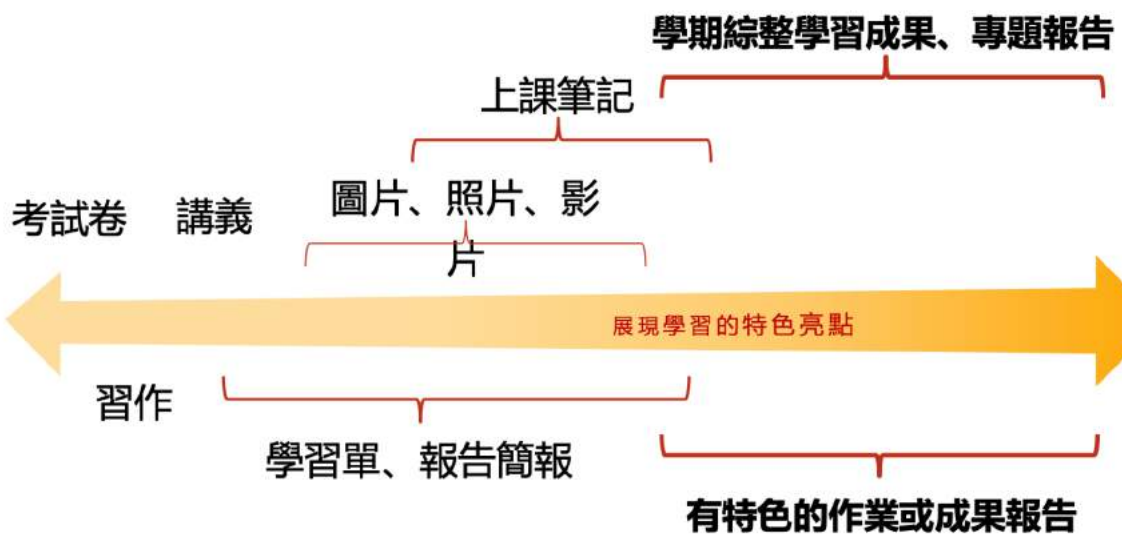 學期綜整學習成果、專題報告
上課筆記
圖片、照片、影
片
考試卷
講義
展現學習的特色亮點
習作
學習單、報告簡報
有特色的作業或成果報告